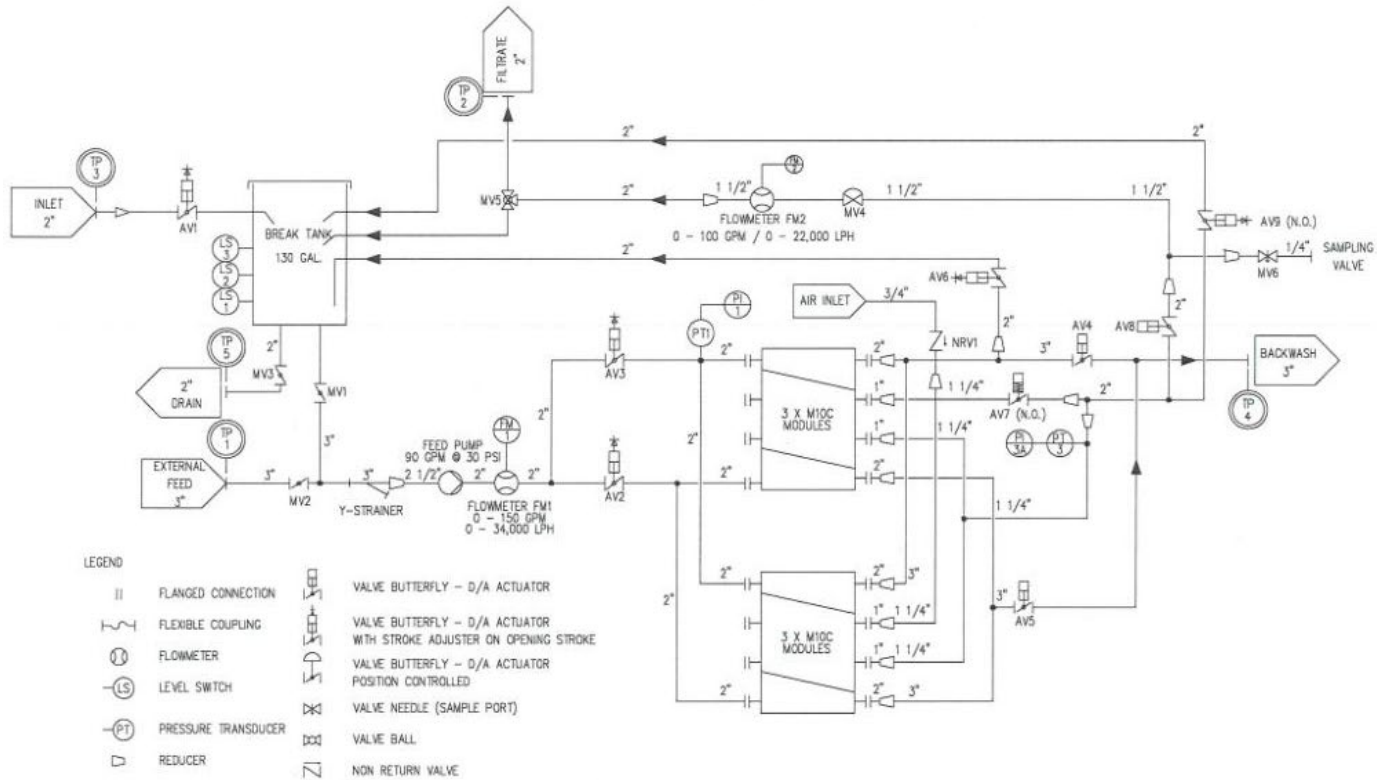 FILTRATE
2"
TP
2
TP
3
INLET
2"
AV1
BREAK TANK
130 GAL.
LS
3
LS
2
LS
1
2"
2"
MV5
2"
1 1/2"
FM
2
FLOWMETER FM2
0 - 100 GPM / 0 - 22,000 LPH
MV4
1 1/2"
1 1/2"
AV9 (N.O.)
1/4"
SAMPLING
VALVE
MV6
2"
AV6
2"
AV8
2"
AIR INLET
3/4"
NRV1
PI
1
PT1
TP
5
2"
MV3
2"
DRAIN
MV1
3"
TP
1
EXTERNAL
FEED
3"
3"
MV2
3"
Y-STRAINER
2 1/2"
FEED PUMP
90 GPM @ 30 PSI
2"
FM
1
FLOWMETER FM1
0 - 150 GPM
0 - 34,000 LPH
2"
2"
AV3
AV2
2"
2"
2"
2"
2"
3 X M10C
MODULES
2"
1"
1"
2"
1 1/4"
1 1/4"
3"
AV4
AV7 (N.O.)
2"
PI
3A
PT
3
1 1/4"
1 1/4"
BACKWASH
3"
TP
4
2"
2"
3 X M10C
MODULES
2"
3"
1"
1 1/4"
1"
1 1/4"
2"
3"
3"
AV5
LEGEND
FLANGED CONNECTION
FLEXIBLE COUPLING
FLOWMETER
LS
LEVEL SWITCH
PT
PRESSURE TRANSDUCER
REDUCER
VALVE BUTTERFLY - D/A ACTUATOR
VALVE BUTTERFLY - D/A ACTUATOR
WITH STROKE ADJUSTER ON OPENING STROKE
VALVE BUTTERFLY - D/A ACTUATOR
POSITION CONTROLLED
VALVE NEEDLE (SAMPLE PORT)
VALVE BALL
NON RETURN VALVE